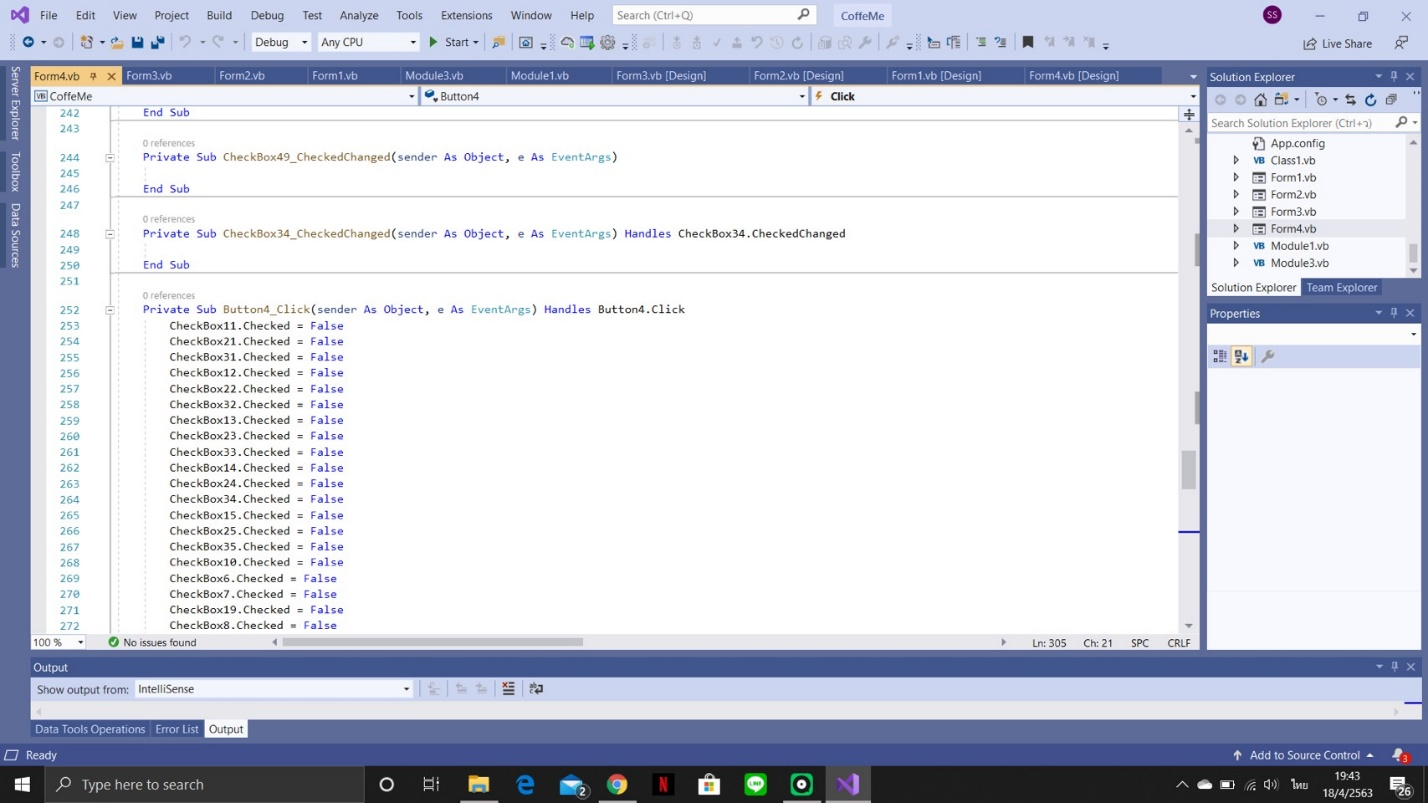 File Edit View Project Build Debug Test Analyze Tools Extensions Window Help Search (Ctrl+Q) CoffeMe SS
Debug Any CPU Start Live Share
Form4.vb Form3.vb Form2.vb Form1.vb Module3.vb Module1.vb Form3.vb [Design] Form2.vb [Design] Form1.vb [Design] Form4.vb [Design]
VB CoffeMe Button4 Click
Server Explorer
Toolbox
Data Sources
242 End Sub
243
0 references
244 Private Sub CheckBox49_CheckedChanged(sender As Object, e As EventArgs)
245
246 End Sub
247
0 references
248 Private Sub CheckBox34_CheckedChanged(sender As Object, e As EventArgs) Handles CheckBox34.CheckedChanged
249
250 End Sub
251
0 references
252 Private Sub Button4_Click(sender As Object, e As EventArgs) Handles Button4.Click
253 CheckBox11.Checked = False
254 CheckBox21.Checked = False
255 CheckBox31.Checked = False
256 CheckBox12.Checked = False
257 CheckBox22.Checked = False
258 CheckBox32.Checked = False
259 CheckBox13.Checked = False
260 CheckBox23.Checked = False
261 CheckBox33.Checked = False
262 CheckBox14.Checked = False
263 CheckBox24.Checked = False
264 CheckBox34.Checked = False
265 CheckBox15.Checked = False
266 CheckBox25.Checked = False
267 CheckBox35.Checked = False
268 CheckBox10.Checked = False
269 CheckBox6.Checked = False
270 CheckBox7.Checked = False
271 CheckBox19.Checked = False
272 CheckBox8.Checked = False
100 % No issues found Ln: 305 Ch: 21 SPC CRLF
Solution Explorer
Search Solution Explorer (Ctrl+ว)
App.config
VB Class1.vb
Form1.vb
Form2.vb
Form3.vb
Form4.vb
VB Module1.vb
VB Module3.vb
Solution Explorer Team Explorer
Properties
Output
Show output from: IntelliSense
Data Tools Operations Error List Output
Ready Add to Source Control 3
Type here to search 2 N LINE ไทย 19:43
18/4/2563 26